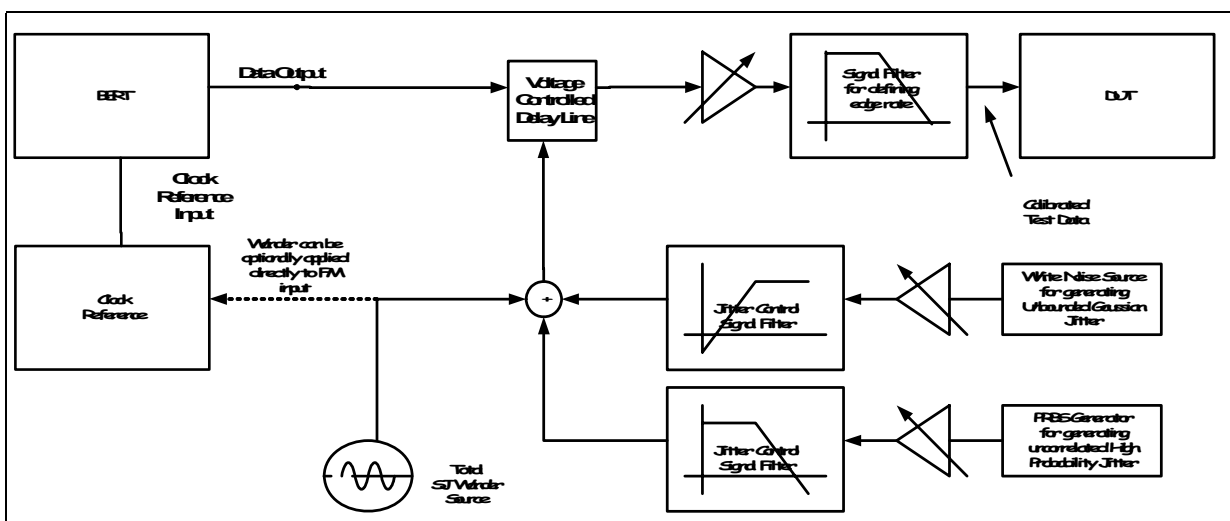 BERT
Data Output
Voltage
Controlled
Delay Line
Signal Filter
for defining
edge rate
DUT
Clock
Reference
Input
Calibrated
Test Data
Wander can be
optionally applied
directly to FM
input
Clock
Reference
+
Jitter Control
Signal Filter
White Noise Source
for generating
Unbounded Gaussian
Jitter
Jitter Control
Signal Filter
PRBS Generator
for generating
uncorrelated High
Probability Jitter
Total
SJ Wander
Source